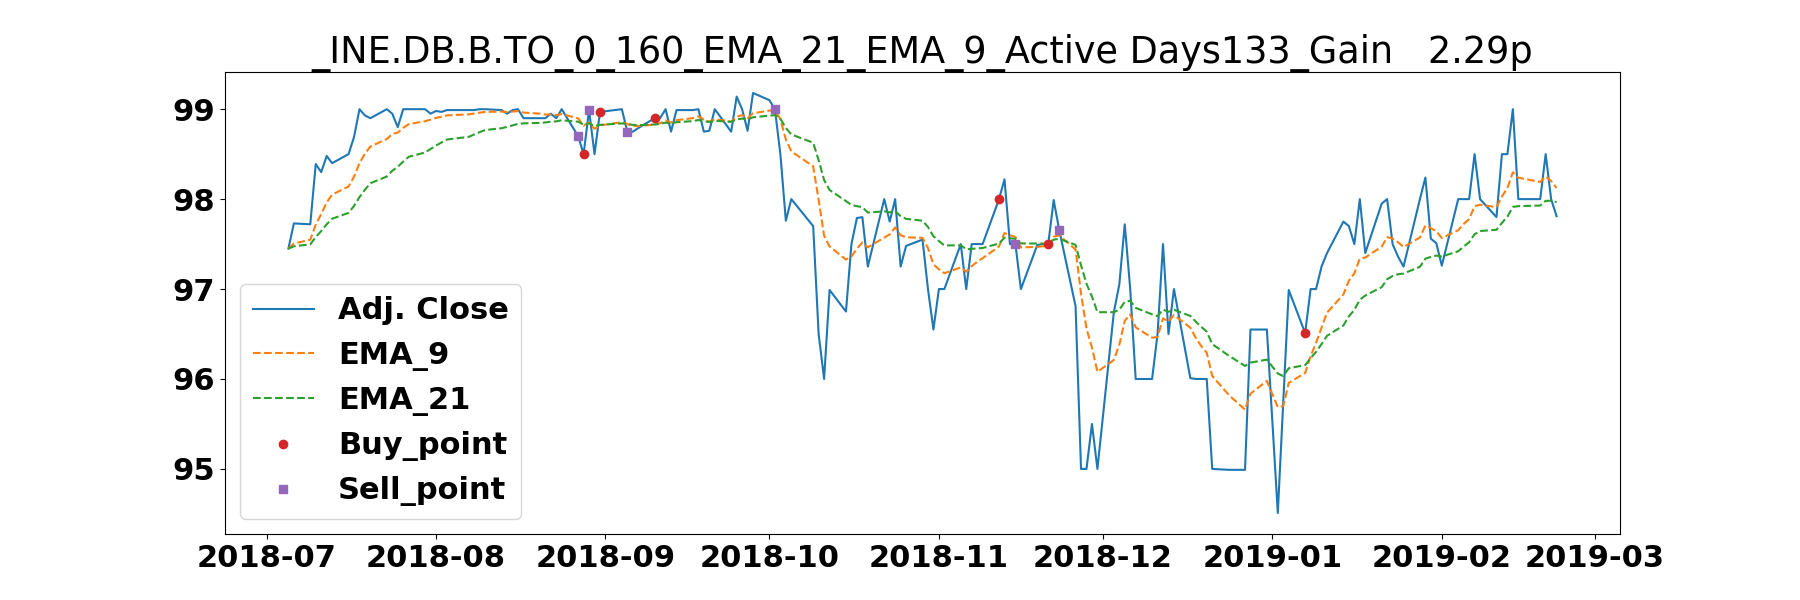 _INE.DB.B.TO_0_160_EMA_21_EMA_9_Active Days133_Gain   2.29p
99
98
97
96
95
Adj. Close
EMA_9
EMA_21
Buy_point
Sell_point
2018-07 2018-08 2018-09 2018-10 2018-11 2018-12 2019-01 2019-02 2019-03